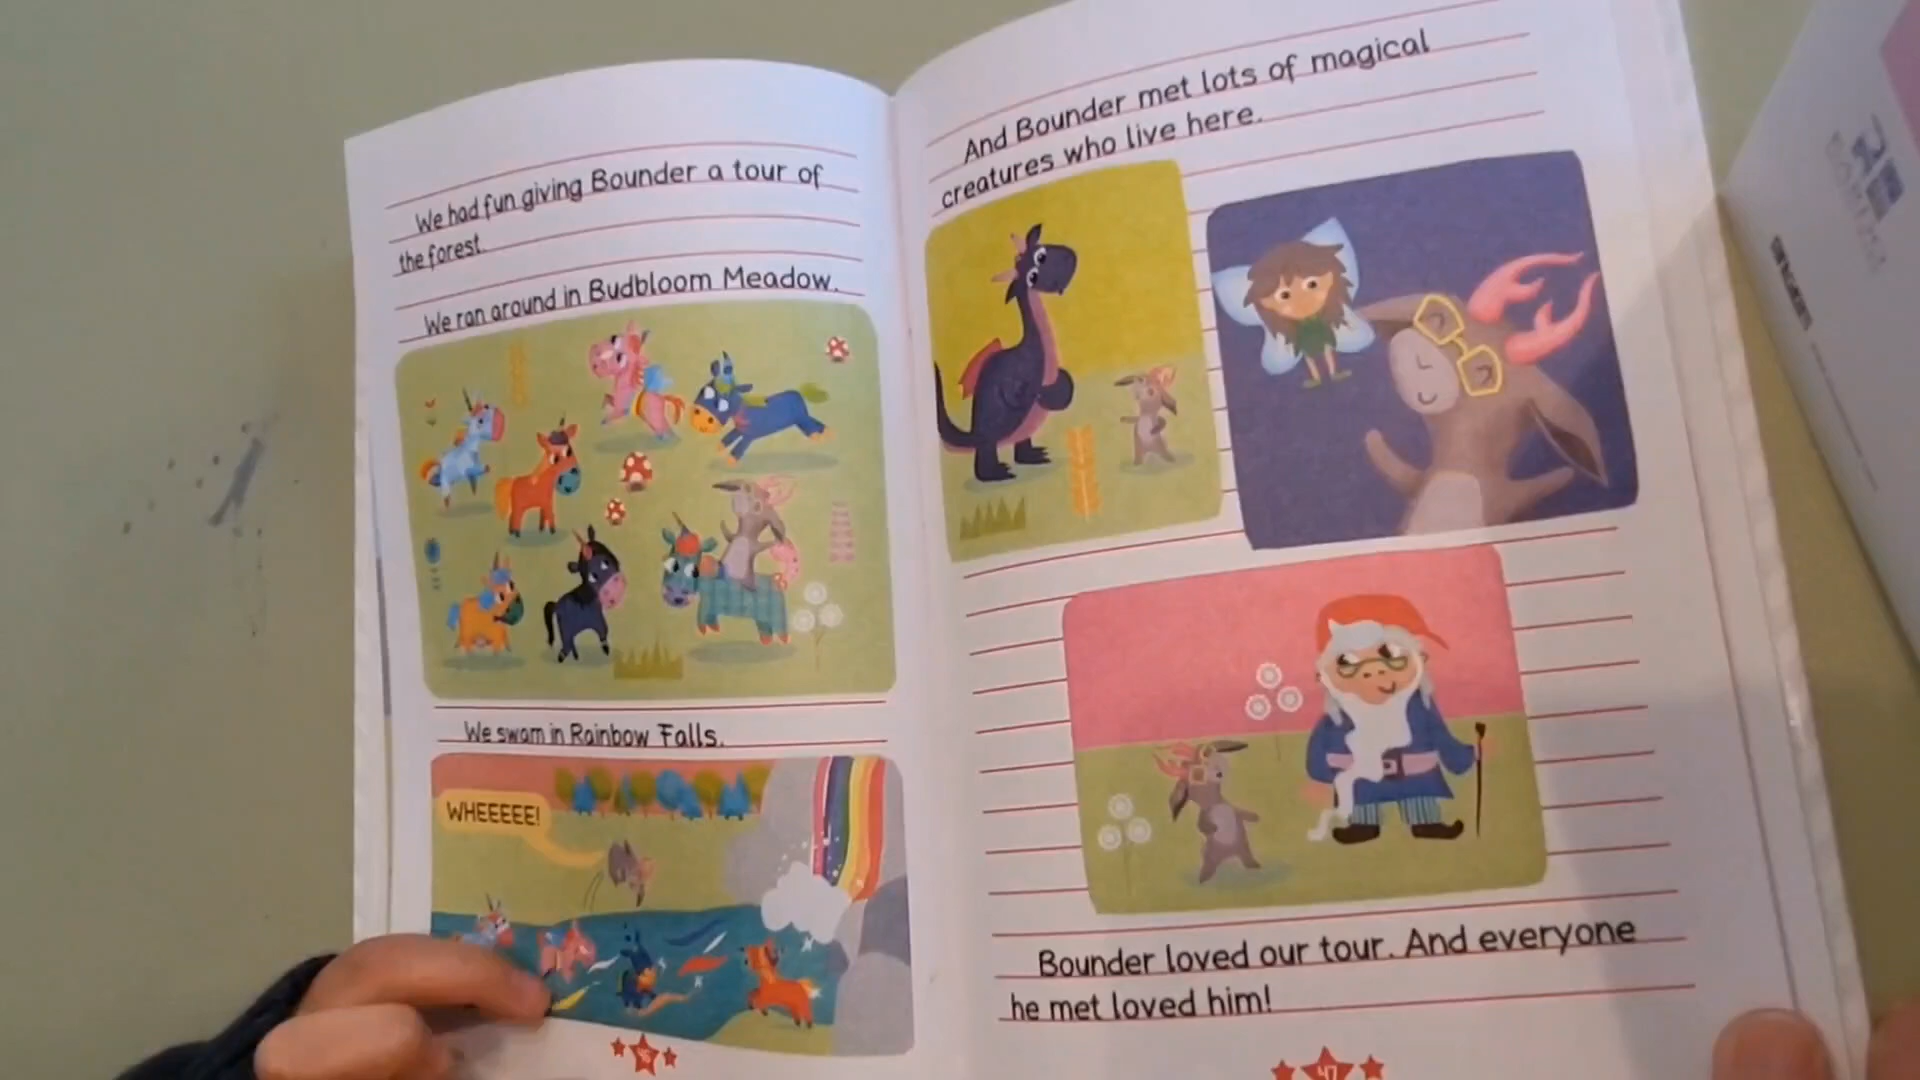 We had fun giving Bounder a tour of
the forest.
We ran around in Budbloom Meadow.
We swam in Rainbow Falls.
WHEEEEE!
46
And Bounder met lots of magical
creatures who live here.
Bounder loved our tour. And everyone
he met loved him!
47